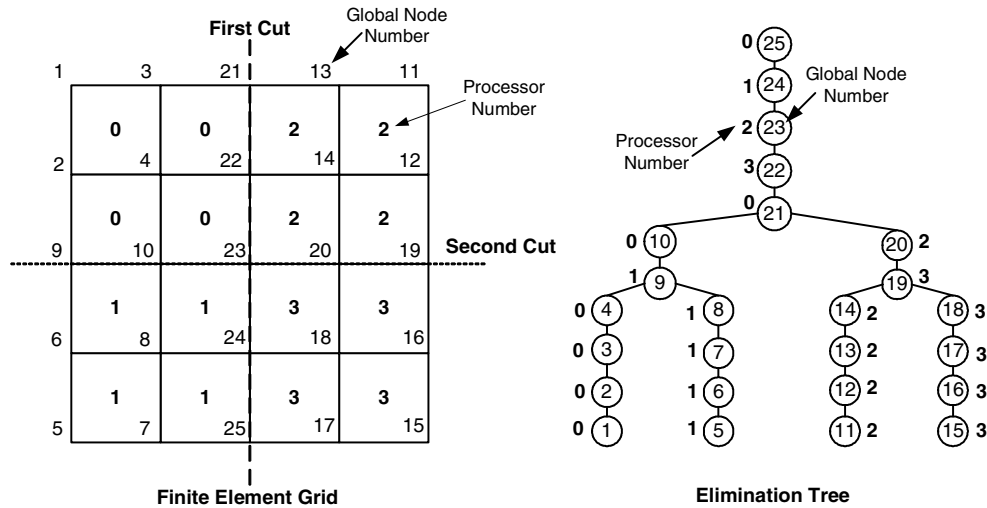 First Cut
Global Node
Number
1 3 21 13 11
Processor
Number
0 0 2 2
2 4 22 14 12
0 0 2 2
9 10 23 20 19
Second Cut
1 1 3 3
6 8 24 18 16
1 1 3 3
5 7 25 17 15
Finite Element Grid
0 25
1 24
Global Node
Number
Processor
Number
2 23
3 22
0 21
0 10 20 2
1 9 19 3
0 4 1 8 14 2 18 3
0 3 1 7 13 2 17 3
0 2 1 6 12 2 16 3
0 1 1 5 11 2 15 3
Elimination Tree